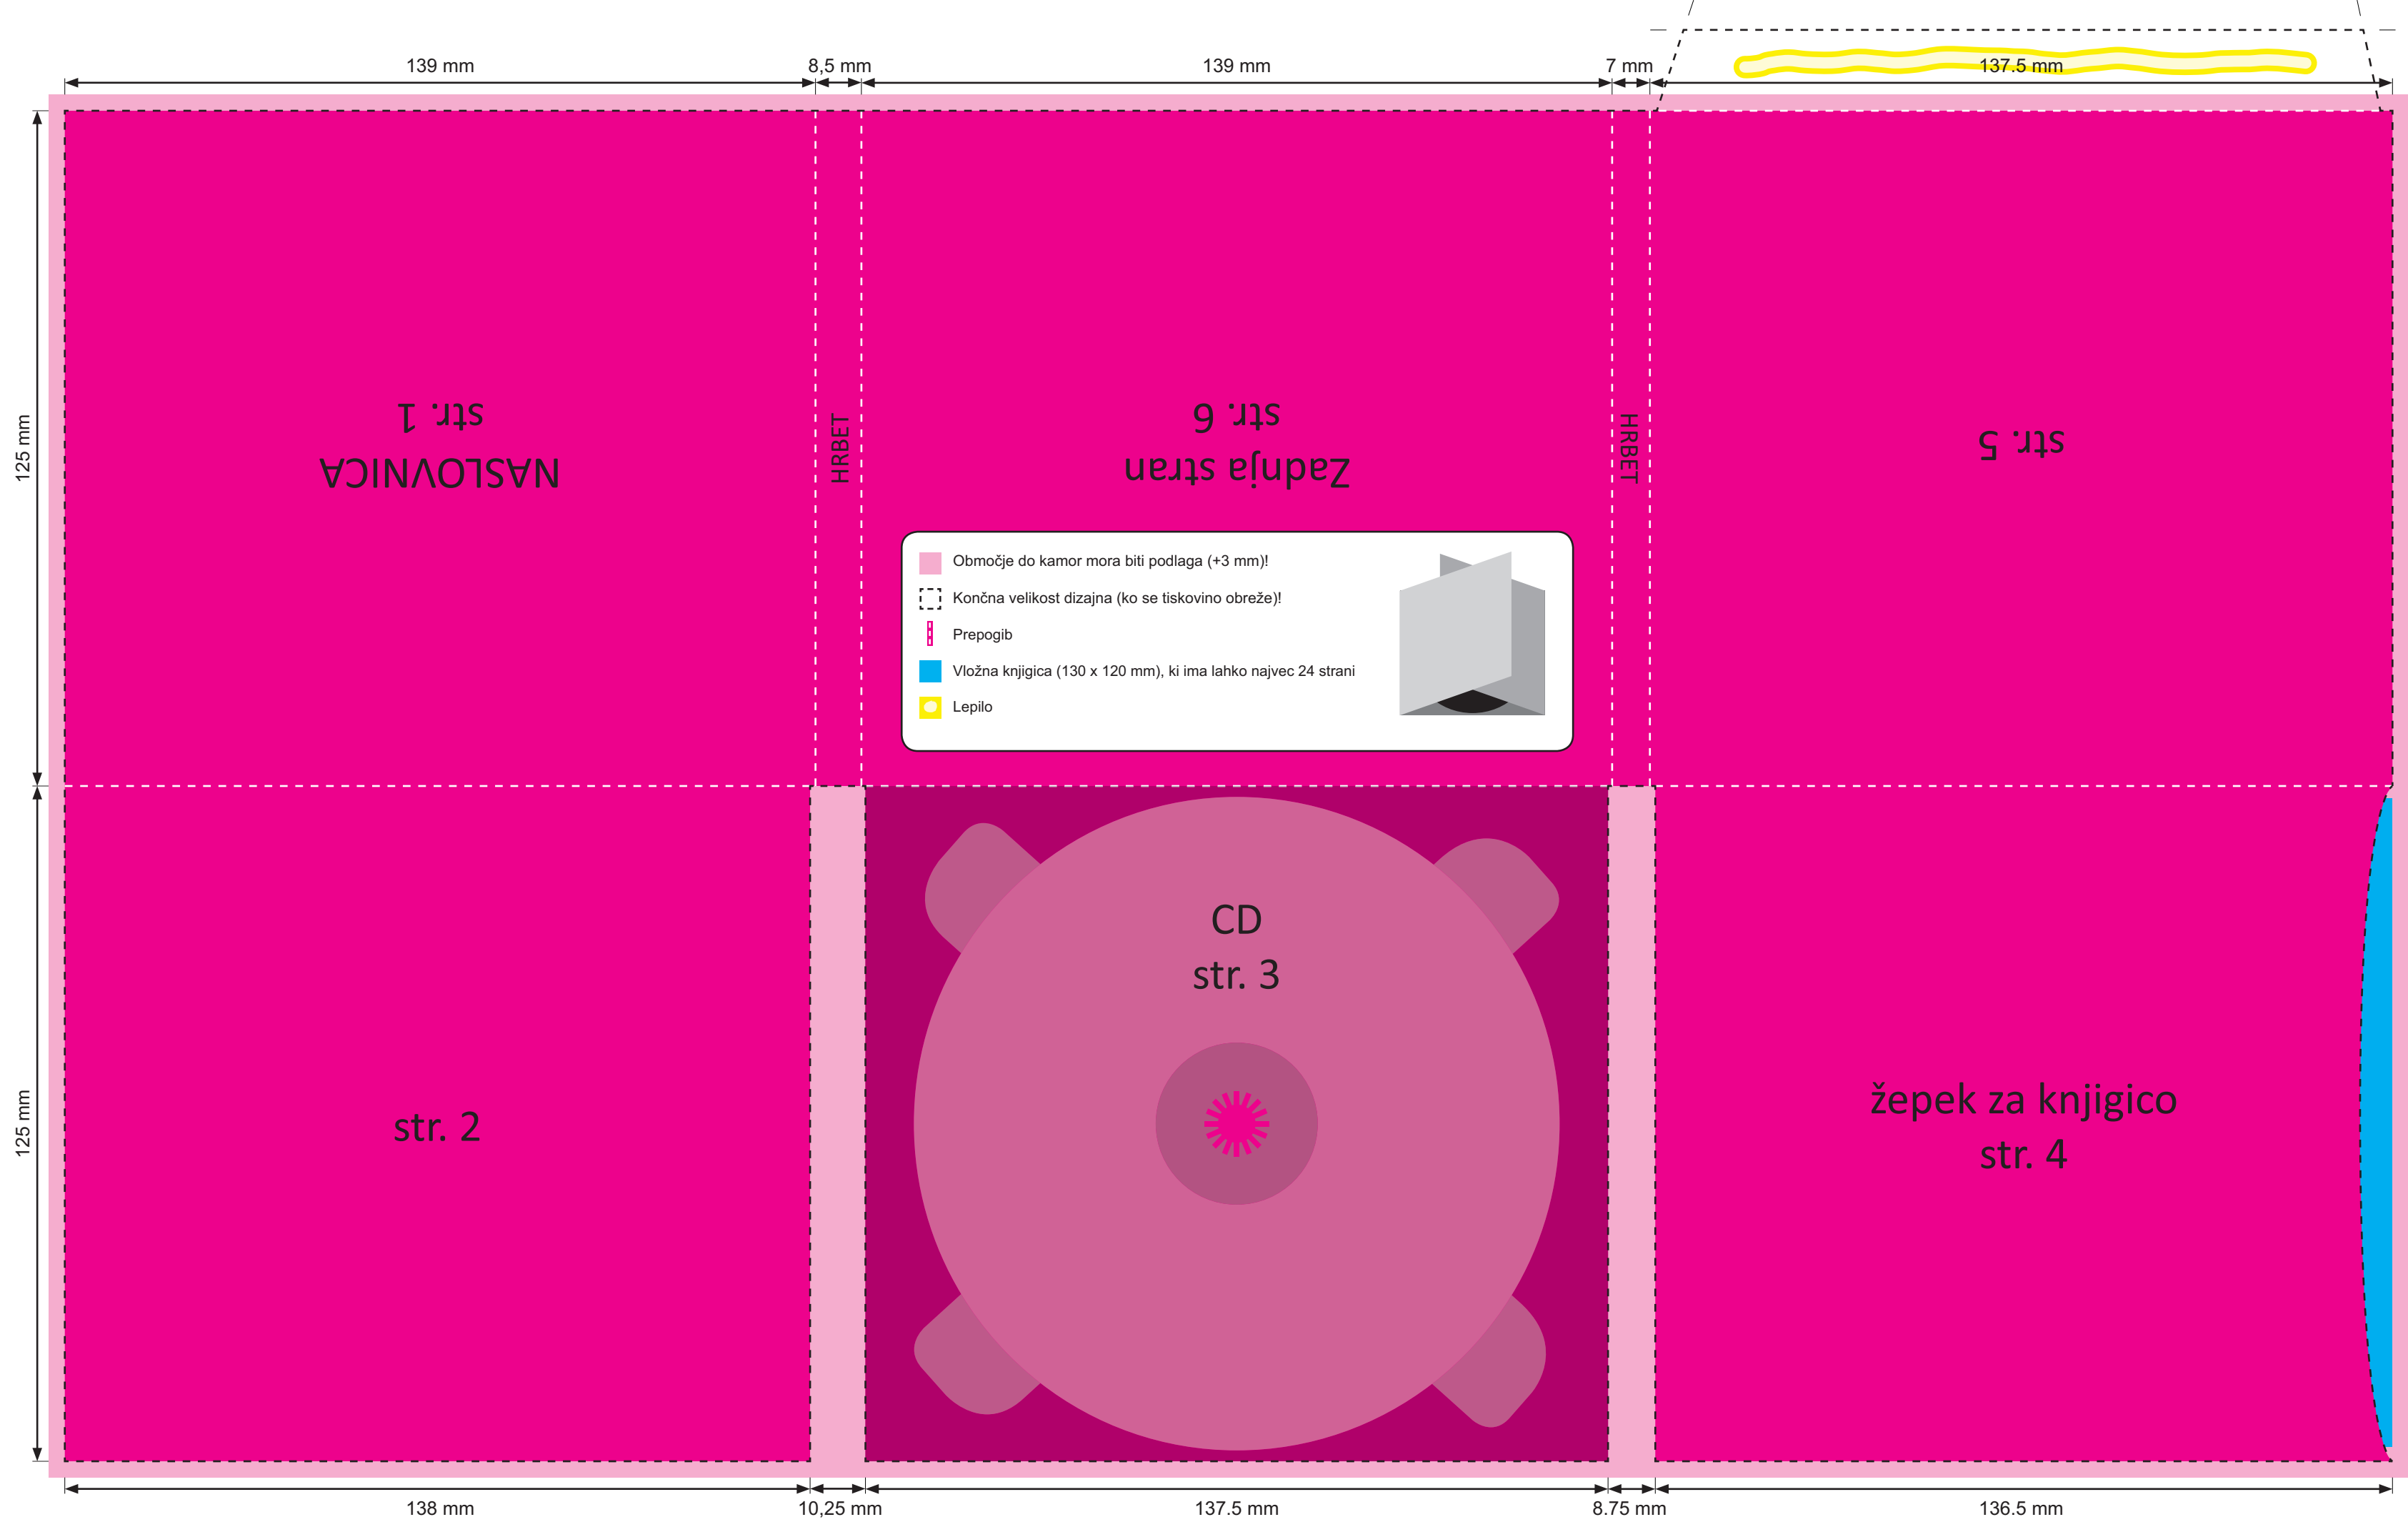 139 mm
8,5 mm
139 mm
7 mm
137.5 mm
125 mm
NASLOVNICA
str. 1
HRBET
Zadnja stran
str. 6
HRBET
str. 5
Območje do kamor mora biti podlaga (+3 mm)!
Končna velikost dizajna (ko se tiskovino obreže)!
Prepogib
Vložna knjigica (130 x 120 mm), ki ima lahko najvec 24 strani
Lepilo
125 mm
str. 2
CD
str. 3
žepek za knjigico
str. 4
138 mm
10,25 mm
137.5 mm
8.75 mm
136.5 mm